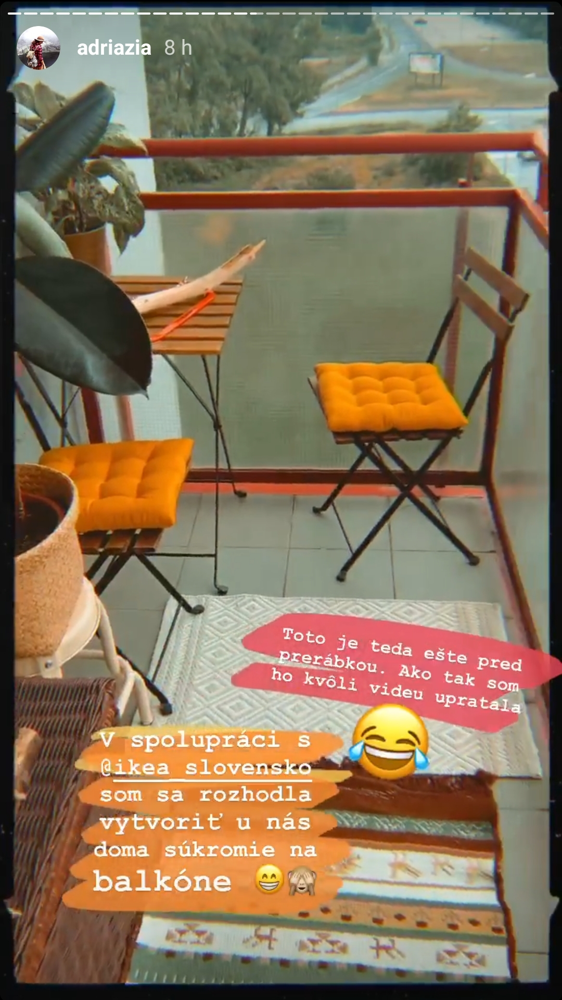 adriazia 8 h
Toto je teda ešte pred
prerábkou. Ako tak som
ho kvôli videu upratala
V spolupráci s
@ikea_slovensko
som sa rozhodla
vytvoriť u nás
doma súkromie na
balkóne